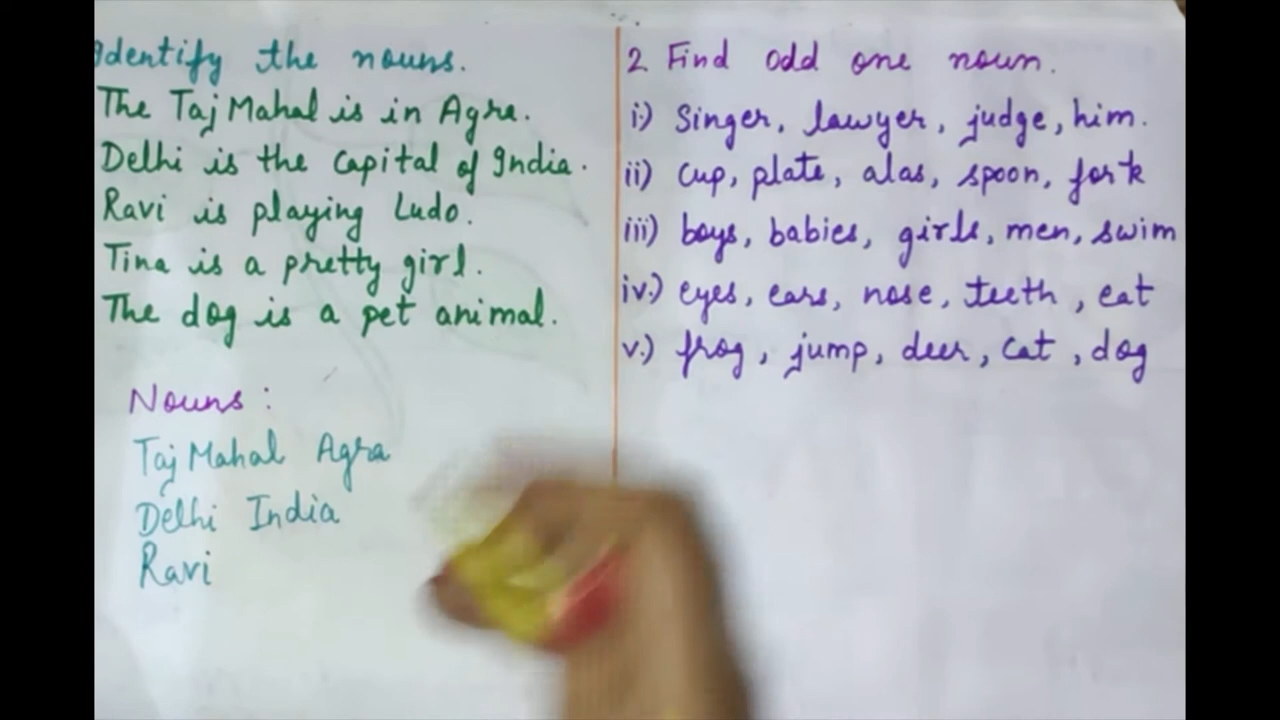 Identify the nouns.
The Taj Mahal is in Agra.
Delhi is the capital of India.
Ravi is playing Ludo.
Tina is a pretty girl.
The dog is a pet animal.
Nouns:
Taj Mahal Agra
Delhi India
Ravi
2 Find odd one noun.
i) Singer, lawyer, judge, him.
ii) cup, plate, alas, spoon, fork
iii) boys, babies, girls, men, swim
iv.) eyes, ears, nose, teeth, eat
v.) frog, jump, deer, cat, dog